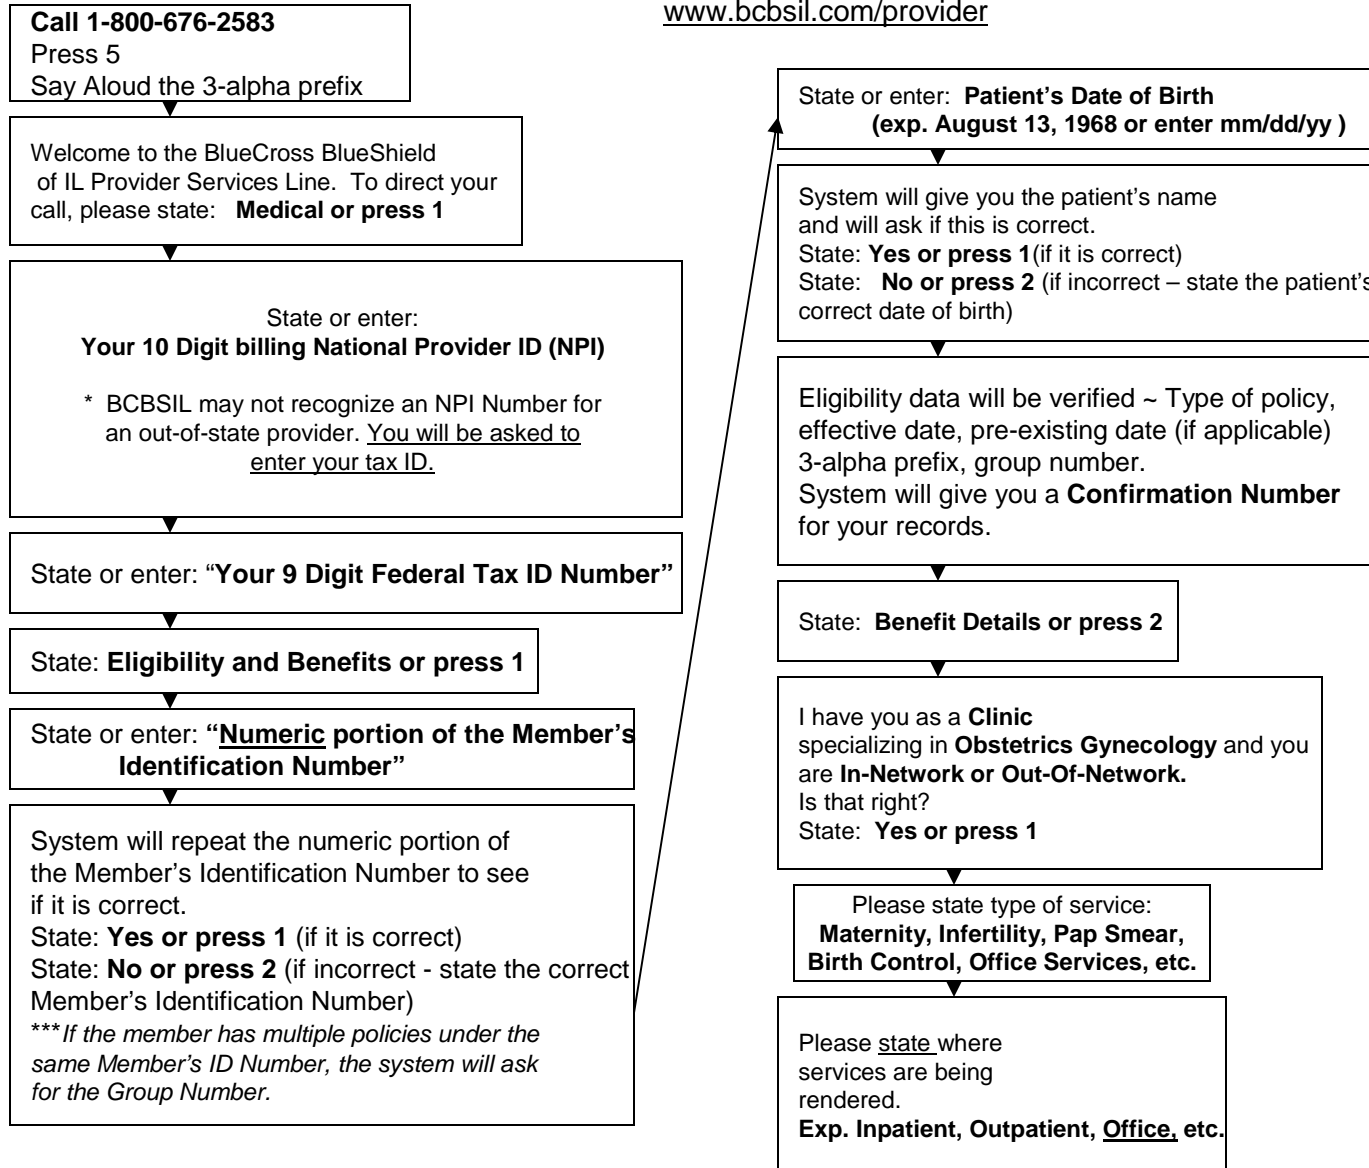 www.bcbsil.com/provider
Call 1-800-676-2583
Press 5
Say Aloud the 3-alpha prefix
Welcome to the BlueCross BlueShield
of IL Provider Services Line. To direct your
call, please state: Medical or press 1
State or enter:
Your 10 Digit billing National Provider ID (NPI)
* BCBSIL may not recognize an NPI Number for
an out-of-state provider. You will be asked to
enter your tax ID.
State or enter: “Your 9 Digit Federal Tax ID Number”
State: Eligibility and Benefits or press 1
State or enter: “Numeric portion of the Member’s
Identification Number”
System will repeat the numeric portion of
the Member’s Identification Number to see
if it is correct.
State: Yes or press 1 (if it is correct)
State: No or press 2 (if incorrect - state the correct
Member’s Identification Number)
***If the member has multiple policies under the
same Member’s ID Number, the system will ask
for the Group Number.
State or enter: Patient’s Date of Birth
(exp. August 13, 1968 or enter mm/dd/yy )
System will give you the patient’s name
and will ask if this is correct.
State: Yes or press 1(if it is correct)
State: No or press 2 (if incorrect – state the patient’s
correct date of birth)
Eligibility data will be verified ~ Type of policy,
effective date, pre-existing date (if applicable)
3-alpha prefix, group number.
System will give you a Confirmation Number
for your records.
State: Benefit Details or press 2
I have you as a Clinic
specializing in Obstetrics Gynecology and you
are In-Network or Out-Of-Network.
Is that right?
State: Yes or press 1
Please state type of service:
Maternity, Infertility, Pap Smear,
Birth Control, Office Services, etc.
Please state where
services are being
rendered.
Exp. Inpatient, Outpatient, Office, etc.